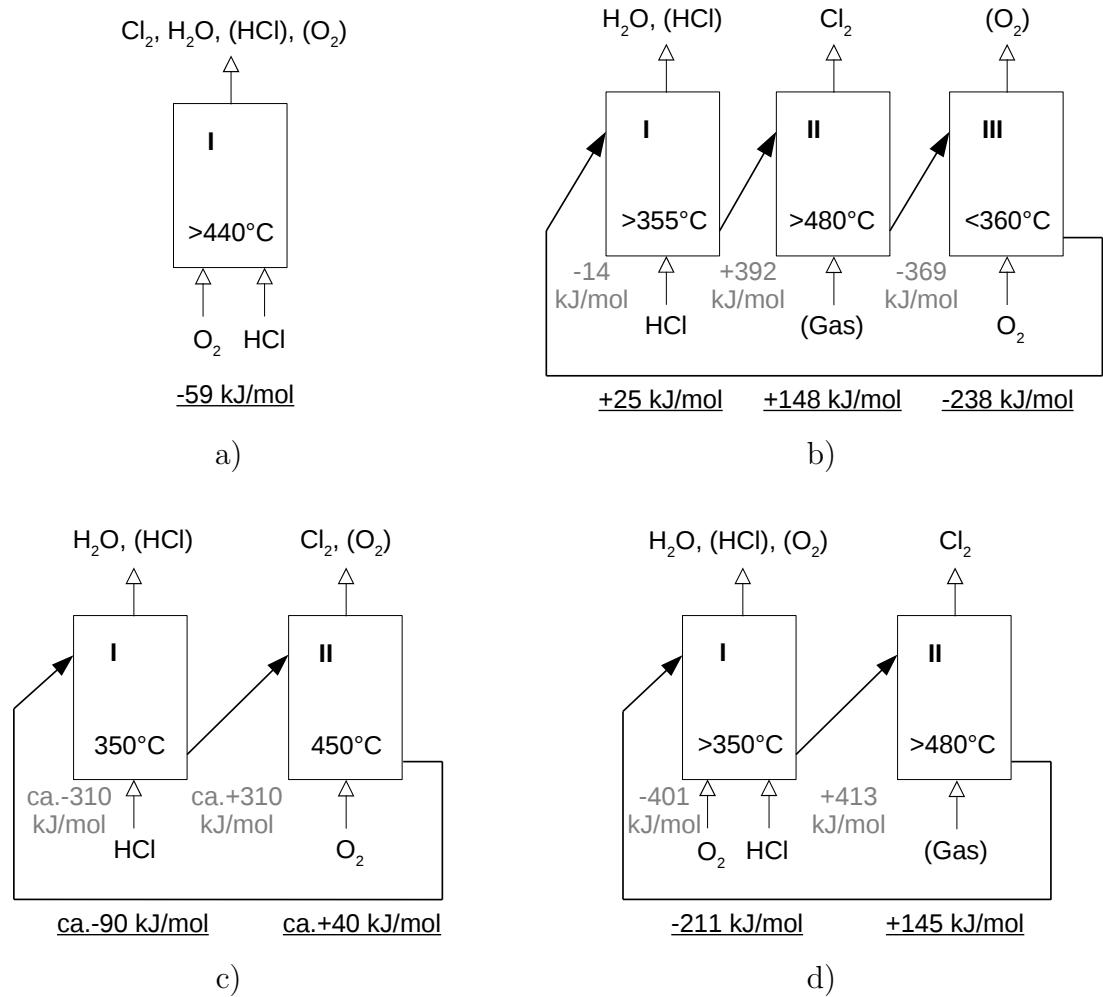 Cl₂, H₂O, (HCl), (O₂)
I
>440°C
O₂ HCl
-59 kJ/mol
a)
H₂O, (HCl) Cl₂ (O₂)
I II III
>355°C >480°C <360°C
-14 +392 -369
kJ/mol kJ/mol kJ/mol
HCl (Gas) O₂
+25 kJ/mol +148 kJ/mol -238 kJ/mol
b)
H₂O, (HCl) Cl₂, (O₂)
I II
350°C 450°C
ca.-310 ca.+310
kJ/mol kJ/mol
HCl O₂
ca.-90 kJ/mol ca.+40 kJ/mol
c)
H₂O, (HCl), (O₂) Cl₂
I II
>350°C >480°C
-401 +413
kJ/mol kJ/mol
O₂ HCl (Gas)
-211 kJ/mol +145 kJ/mol
d)